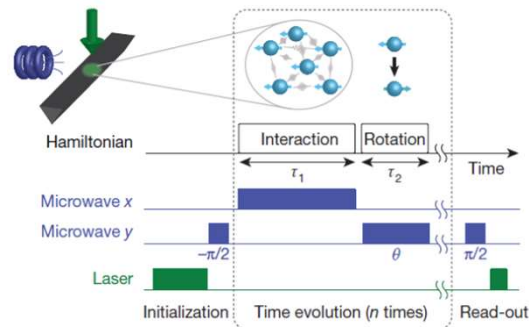 Hamiltonian
Interaction
Rotation
τ1
τ2
Time
Microwave x
Microwave y
–π/2
θ
π/2
Laser
Initialization
Time evolution (n times)
Read-out